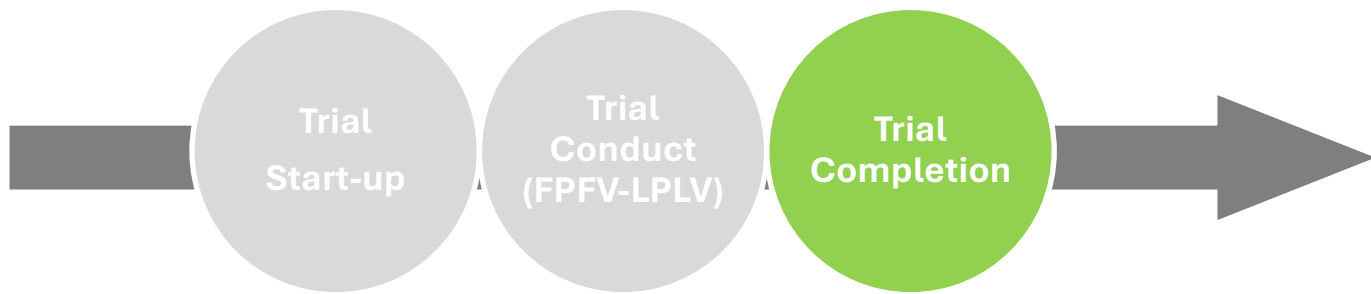 Trial
Start-up
Trial
Conduct
(FPFV-LPLV)
Trial
Completion